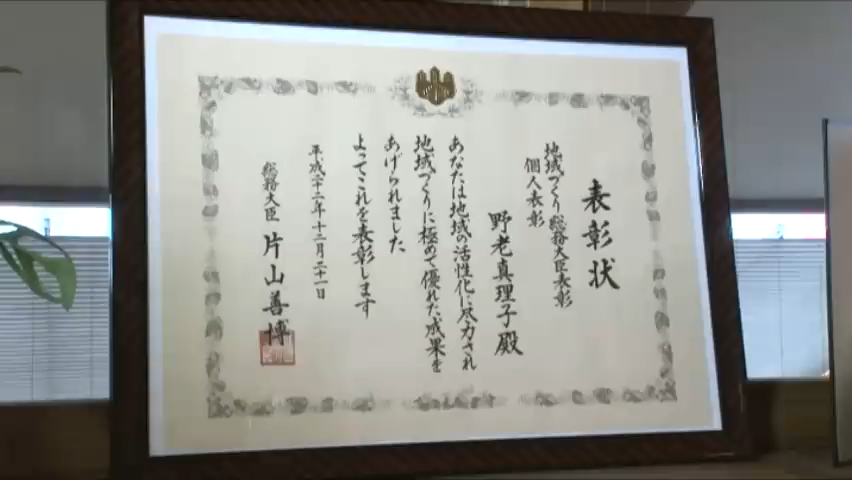 表彰状
地域づくり総務大臣表彰
個人表彰
野老真理子殿
あなたは地域の活性化に尽力され
地域づくりに極めて優れた成果を
あげられました
よってこれを表彰します
平成二十二年十二月二十一日
総務大臣 片山善博